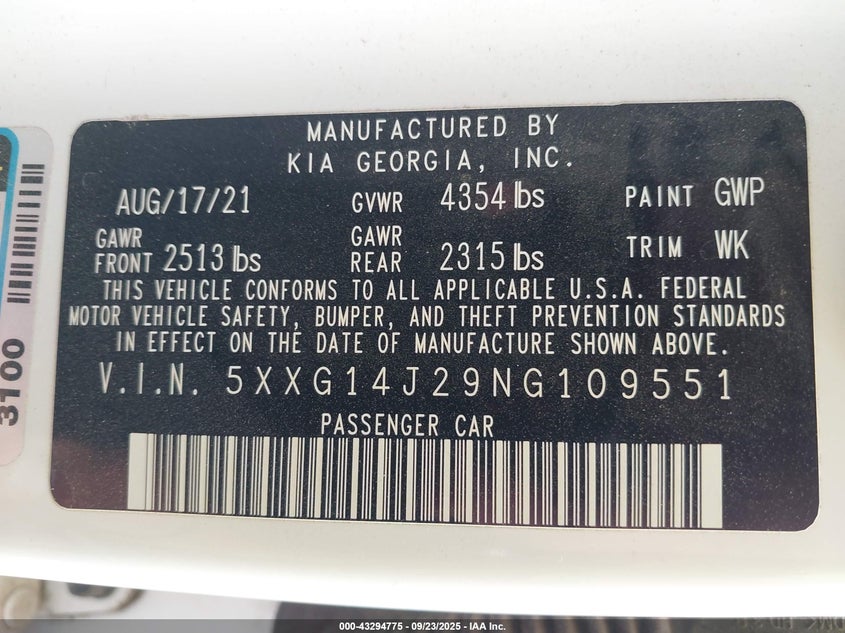 MANUFACTURED BY
KIA GEORGIA, INC.
AUG/17/21 GVWR 4354 lbs PAINT GWP
GAWR FRONT 2513 lbs GAWR REAR 2315 lbs TRIM WK
THIS VEHICLE CONFORMS TO ALL APPLICABLE U.S.A. FEDERAL
MOTOR VEHICLE SAFETY, BUMPER, AND THEFT PREVENTION STANDARDS
IN EFFECT ON THE DATE OF MANUFACTURE SHOWN ABOVE.
V.I.N. 5XXG14J29NG109551
PASSENGER CAR
3100
000-43294775 - 09/23/2025 - IAA, Inc.